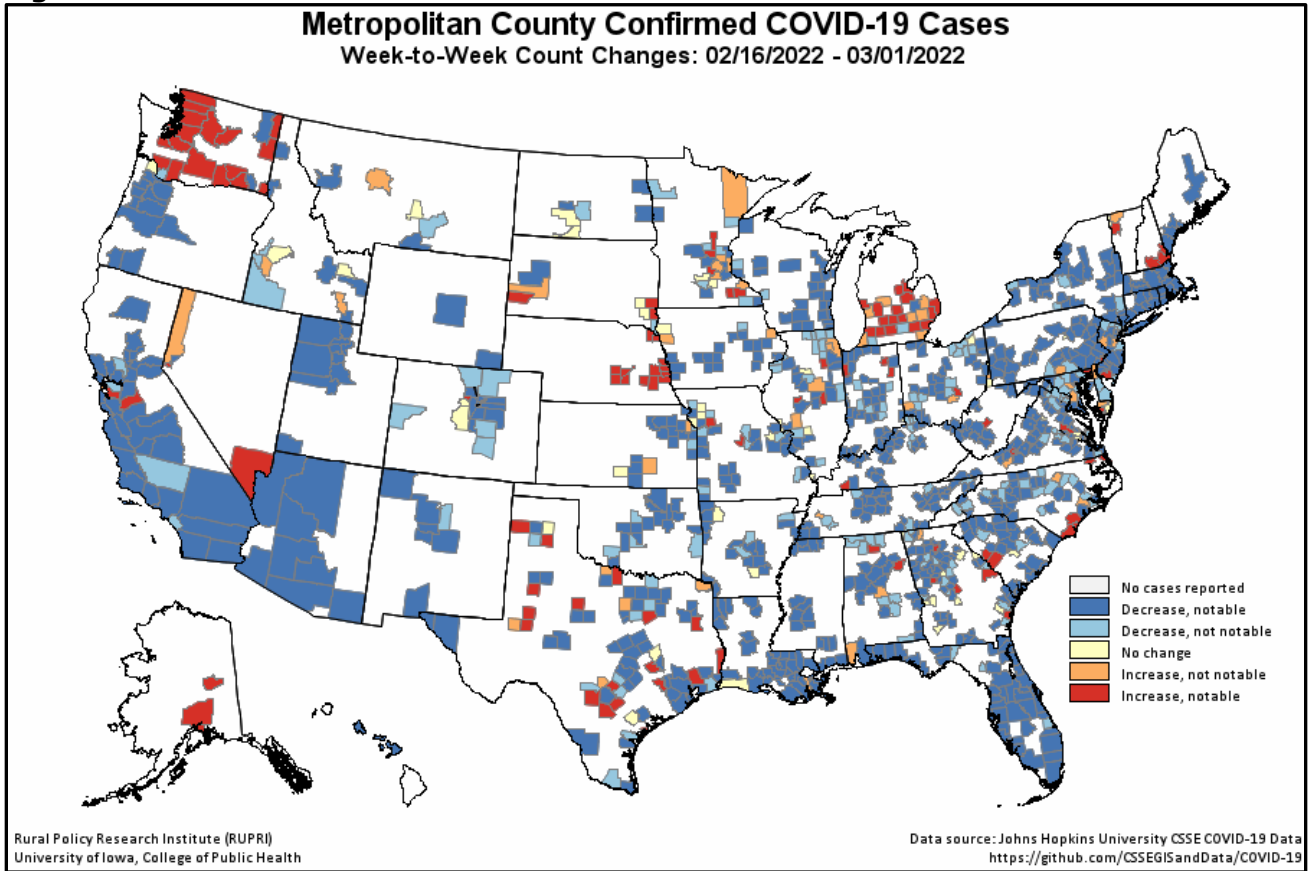 Metropolitan County Confirmed COVID-19 Cases
Week-to-Week Count Changes: 02/16/2022 - 03/01/2022
No cases reported
Decrease, notable
Decrease, not notable
No change
Increase, not notable
Increase, notable
Rural Policy Research Institute (RUPRI)
University of Iowa, College of Public Health
Data source: Johns Hopkins University CSSE COVID-19 Data
https://github.com/CSSEGISandData/COVID-19